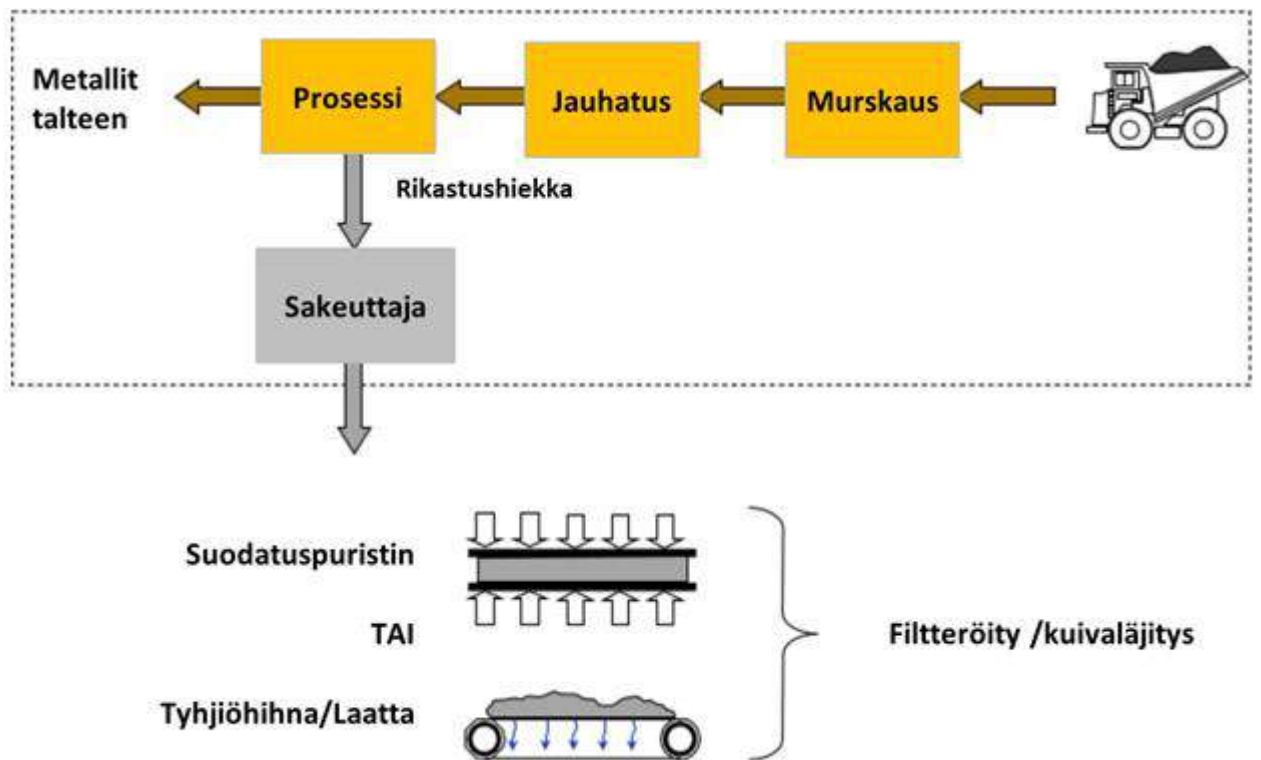 Metallit
talteen
Prosessi
Jauhatus
Murskaus
Rikastushiekka
Sakeuttaja
Suodatuspuristin
TAI
Filtteröity /kuivaläjitys
Tyhjiöhihna/Laatta